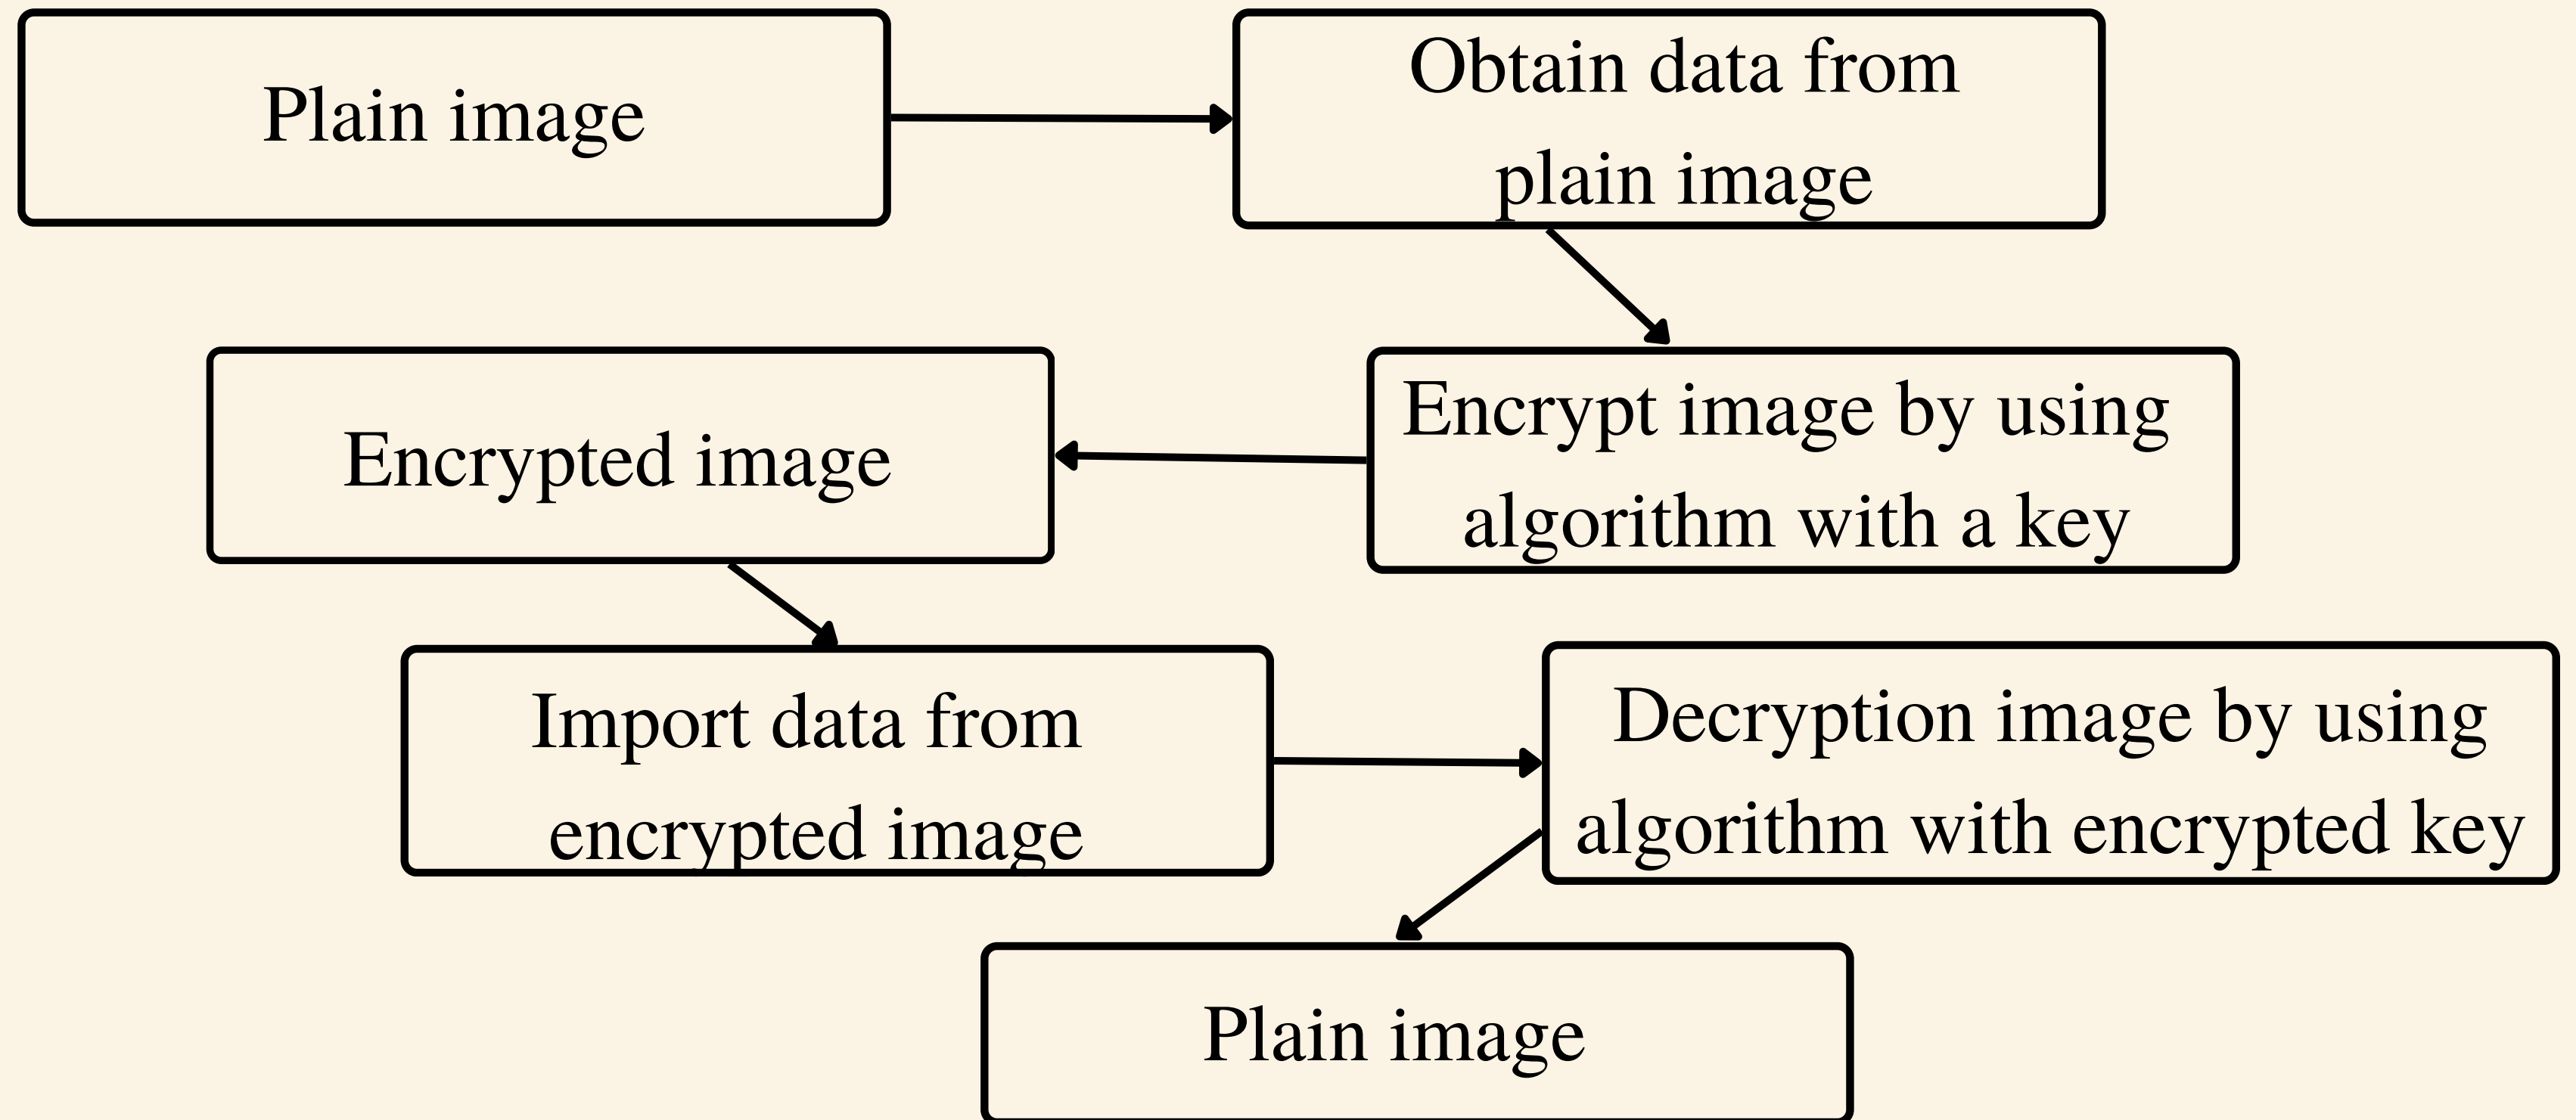 Plain image
Obtain data from
plain image
Encrypt image by using
algorithm with a key
Encrypted image
Import data from
encrypted image
Decryption image by using
algorithm with encrypted key
Plain image